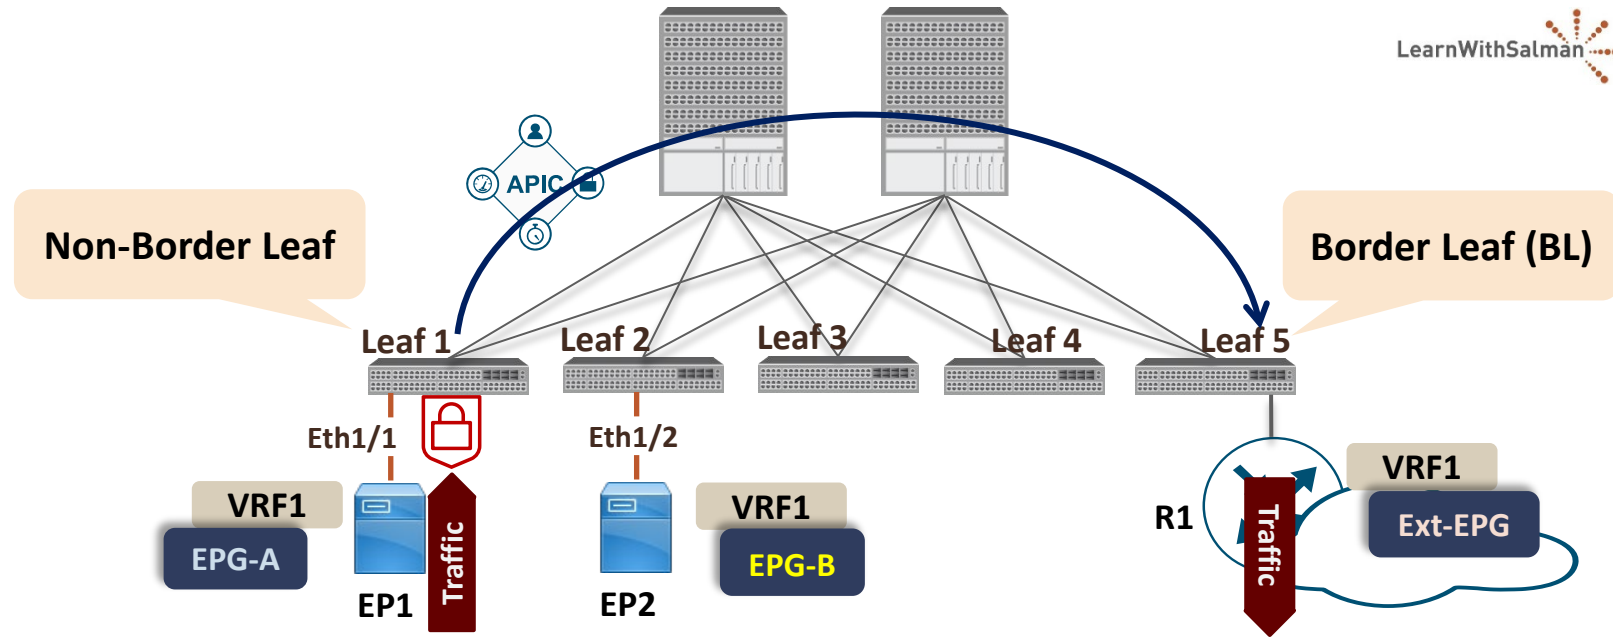 LearnWithSalman
APIC
Non-Border Leaf
Border Leaf (BL)
Leaf 1
Leaf 2
Leaf 3
Leaf 4
Leaf 5
Eth1/1
Eth1/2
VRF1
EPG-A
EP1
Traffic
EP2
VRF1
EPG-B
R1
Traffic
VRF1
Ext-EPG